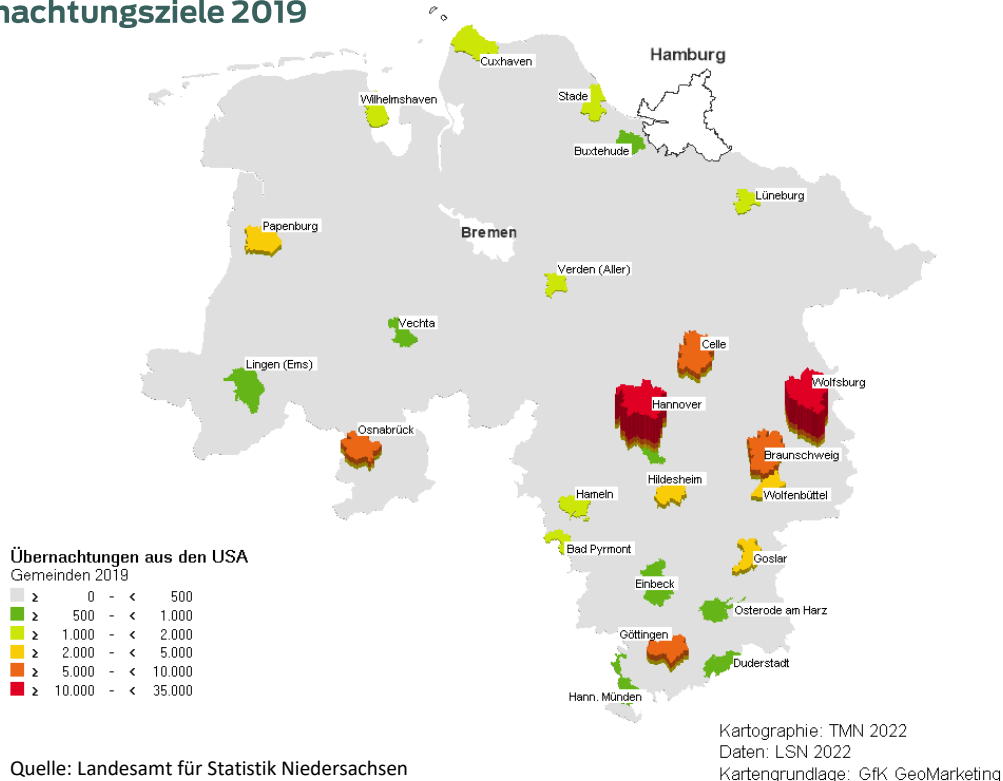 nachtungsziele 2019
Cuxhaven
Hamburg
Stade
Wilhelmshaven
Buxtehude
Lüneburg
Papenburg
Bremen
Verden (Aller)
Vechta
Celle
Lingen (Ems)
Wolfsburg
Hannover
Osnabrück
Braunschweig
Hildesheim
Wolfenbüttel
Hameln
Bad Pyrmont
Goslar
Einbeck
Osterode am Harz
Göttingen
Duderstadt
Hann. Münden
Übernachtungen aus den USA
Gemeinden 2019
≥ 0 - < 500
≥ 500 - < 1.000
≥ 1.000 - < 2.000
≥ 2.000 - < 5.000
≥ 5.000 - < 10.000
≥ 10.000 - < 35.000
Kartographie: TMN 2022
Daten: LSN 2022
Kartengrundlage: GfK GeoMarketing
Quelle: Landesamt für Statistik Niedersachsen